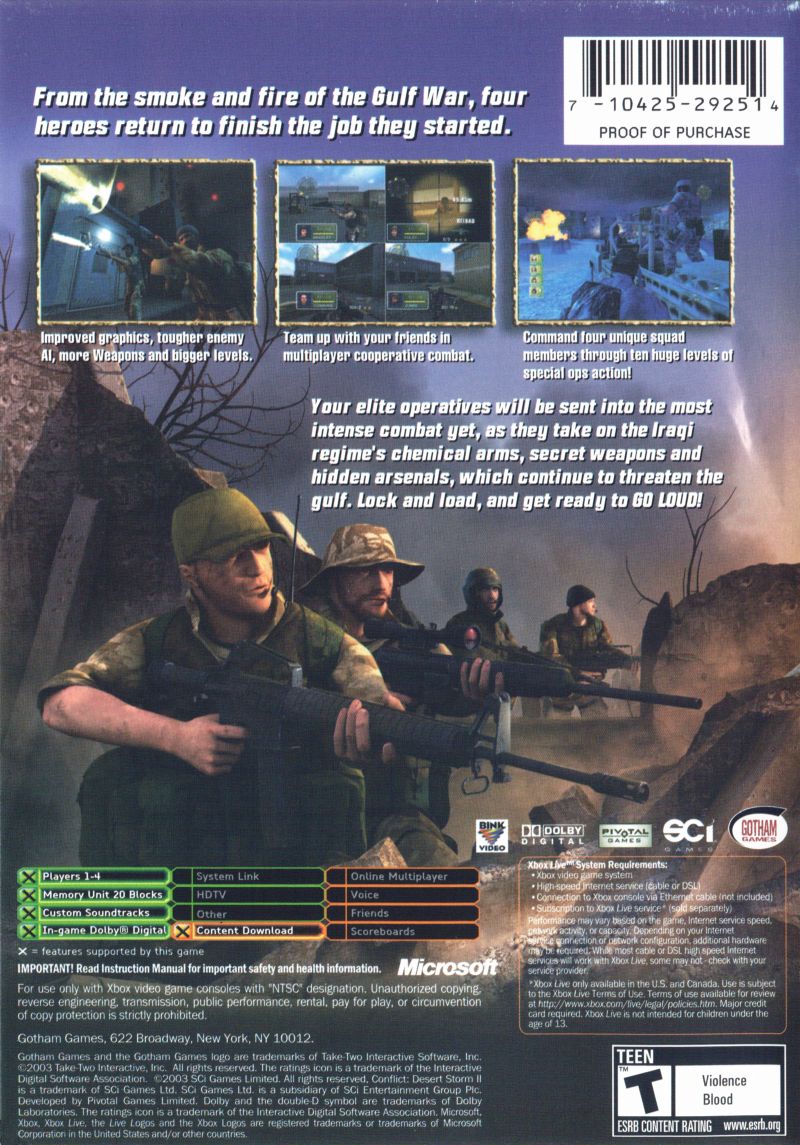 From the smoke and fire of the Gulf War, four
heroes return to finish the job they started.
7 -10425-29251 4
PROOF OF PURCHASE
Improved graphics, tougher enemy
AI, more Weapons and bigger levels.
Team up with your friends in
multiplayer cooperative combat.
Command four unique squad
members through ten huge levels of
special ops action!
Your elite operatives will be sent into the most
intense combat yet, as they take on the Iraqi
regime's chemical arms, secret weapons and
hidden arsenals, which continue to threaten the
gulf. Lock and load, and get ready to GO LOUD!
BINK
VIDEO
DOLBY
DIGITAL
PIVOTAL
GAMES
SCi
GAMES
GOTHAM
GAMES
Players 1-4
Memory Unit 20 Blocks
Custom Soundtracks
In-game Dolby® Digital
System Link
HDTV
Other
Content Download
Online Multiplayer
Voice
Friends
Scoreboards
X = features supported by this game
IMPORTANT! Read Instruction Manual for important safety and health information.
Microsoft
For use only with Xbox video game consoles with "NTSC" designation. Unauthorized copying,
reverse engineering, transmission, public performance, rental, pay for play, or circumvention
of copy protection is strictly prohibited.
Gotham Games, 622 Broadway, New York, NY 10012.
Gotham Games and the Gotham Games logo are trademarks of Take-Two Interactive Software, Inc.
©2003 Take-Two Interactive, Inc. All rights reserved. The ratings icon is a trademark of the Interactive
Digital Software Association. ©2003 SCi Games Limited. All rights reserved, Conflict: Desert Storm II
is a trademark of SCi Games Ltd. SCi Games Ltd. is a subsidiary of SCi Entertainment Group Plc.
Developed by Pivotal Games Limited. Dolby and the double-D symbol are trademarks of Dolby
Laboratories. The ratings icon is a trademark of the Interactive Digital Software Association. Microsoft,
Xbox, Xbox Live, the Live Logos and the Xbox Logos are registered trademarks or trademarks of Microsoft
Corporation in the United States and/or other countries.
Xbox Live™ System Requirements:
• Xbox video game system
• High-speed Internet service (cable or DSL)
• Connection to Xbox console via Ethernet cable (not included)
• Subscription to Xbox Live service* (sold separately)
Performance may vary based on the game, Internet service speed,
network activity, or capacity. Depending on your Internet
service connection or network configuration, additional hardware
may be required. While most cable or DSL high speed Internet
services will work with Xbox Live, some may not - check with your
service provider.
*Xbox Live only available in the U.S. and Canada. Use is subject
to the Xbox Live Terms of Use. Terms of use available for review
at http://www.xbox.com/live/legal/policies.htm. Major credit
card required. Xbox Live is not intended for children under the
age of 13.
TEEN
T
TM
Violence
Blood
ESRB CONTENT RATING www.esrb.org